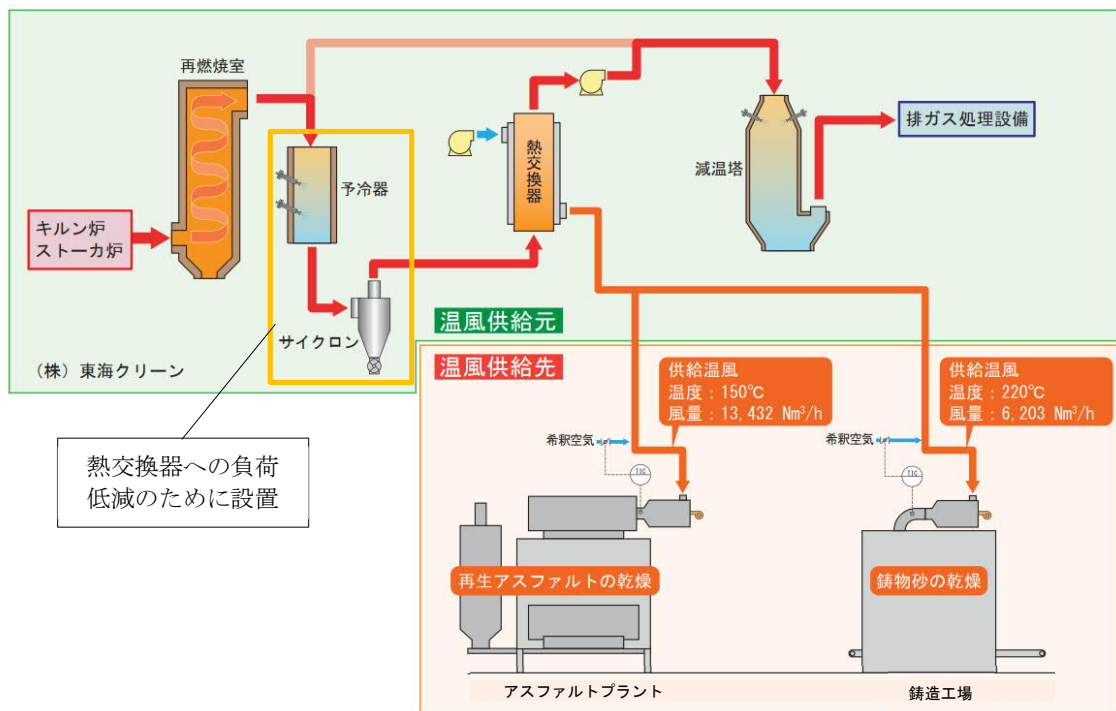 再燃焼室
キルン炉
ストーカ炉
予冷器
サイクロン
熱交換器
減温塔
排ガス処理設備
(株)東海クリーン
温風供給元
温風供給先
熱交換器への負荷
低減のために設置
供給温風
温度:150℃
風量:13,432 Nm³/h
供給温風
温度:220℃
風量:6,203 Nm³/h
希釈空気
TIC
希釈空気
TIC
再生アスファルトの乾燥
鋳物砂の乾燥
アスファルトプラント
鋳造工場